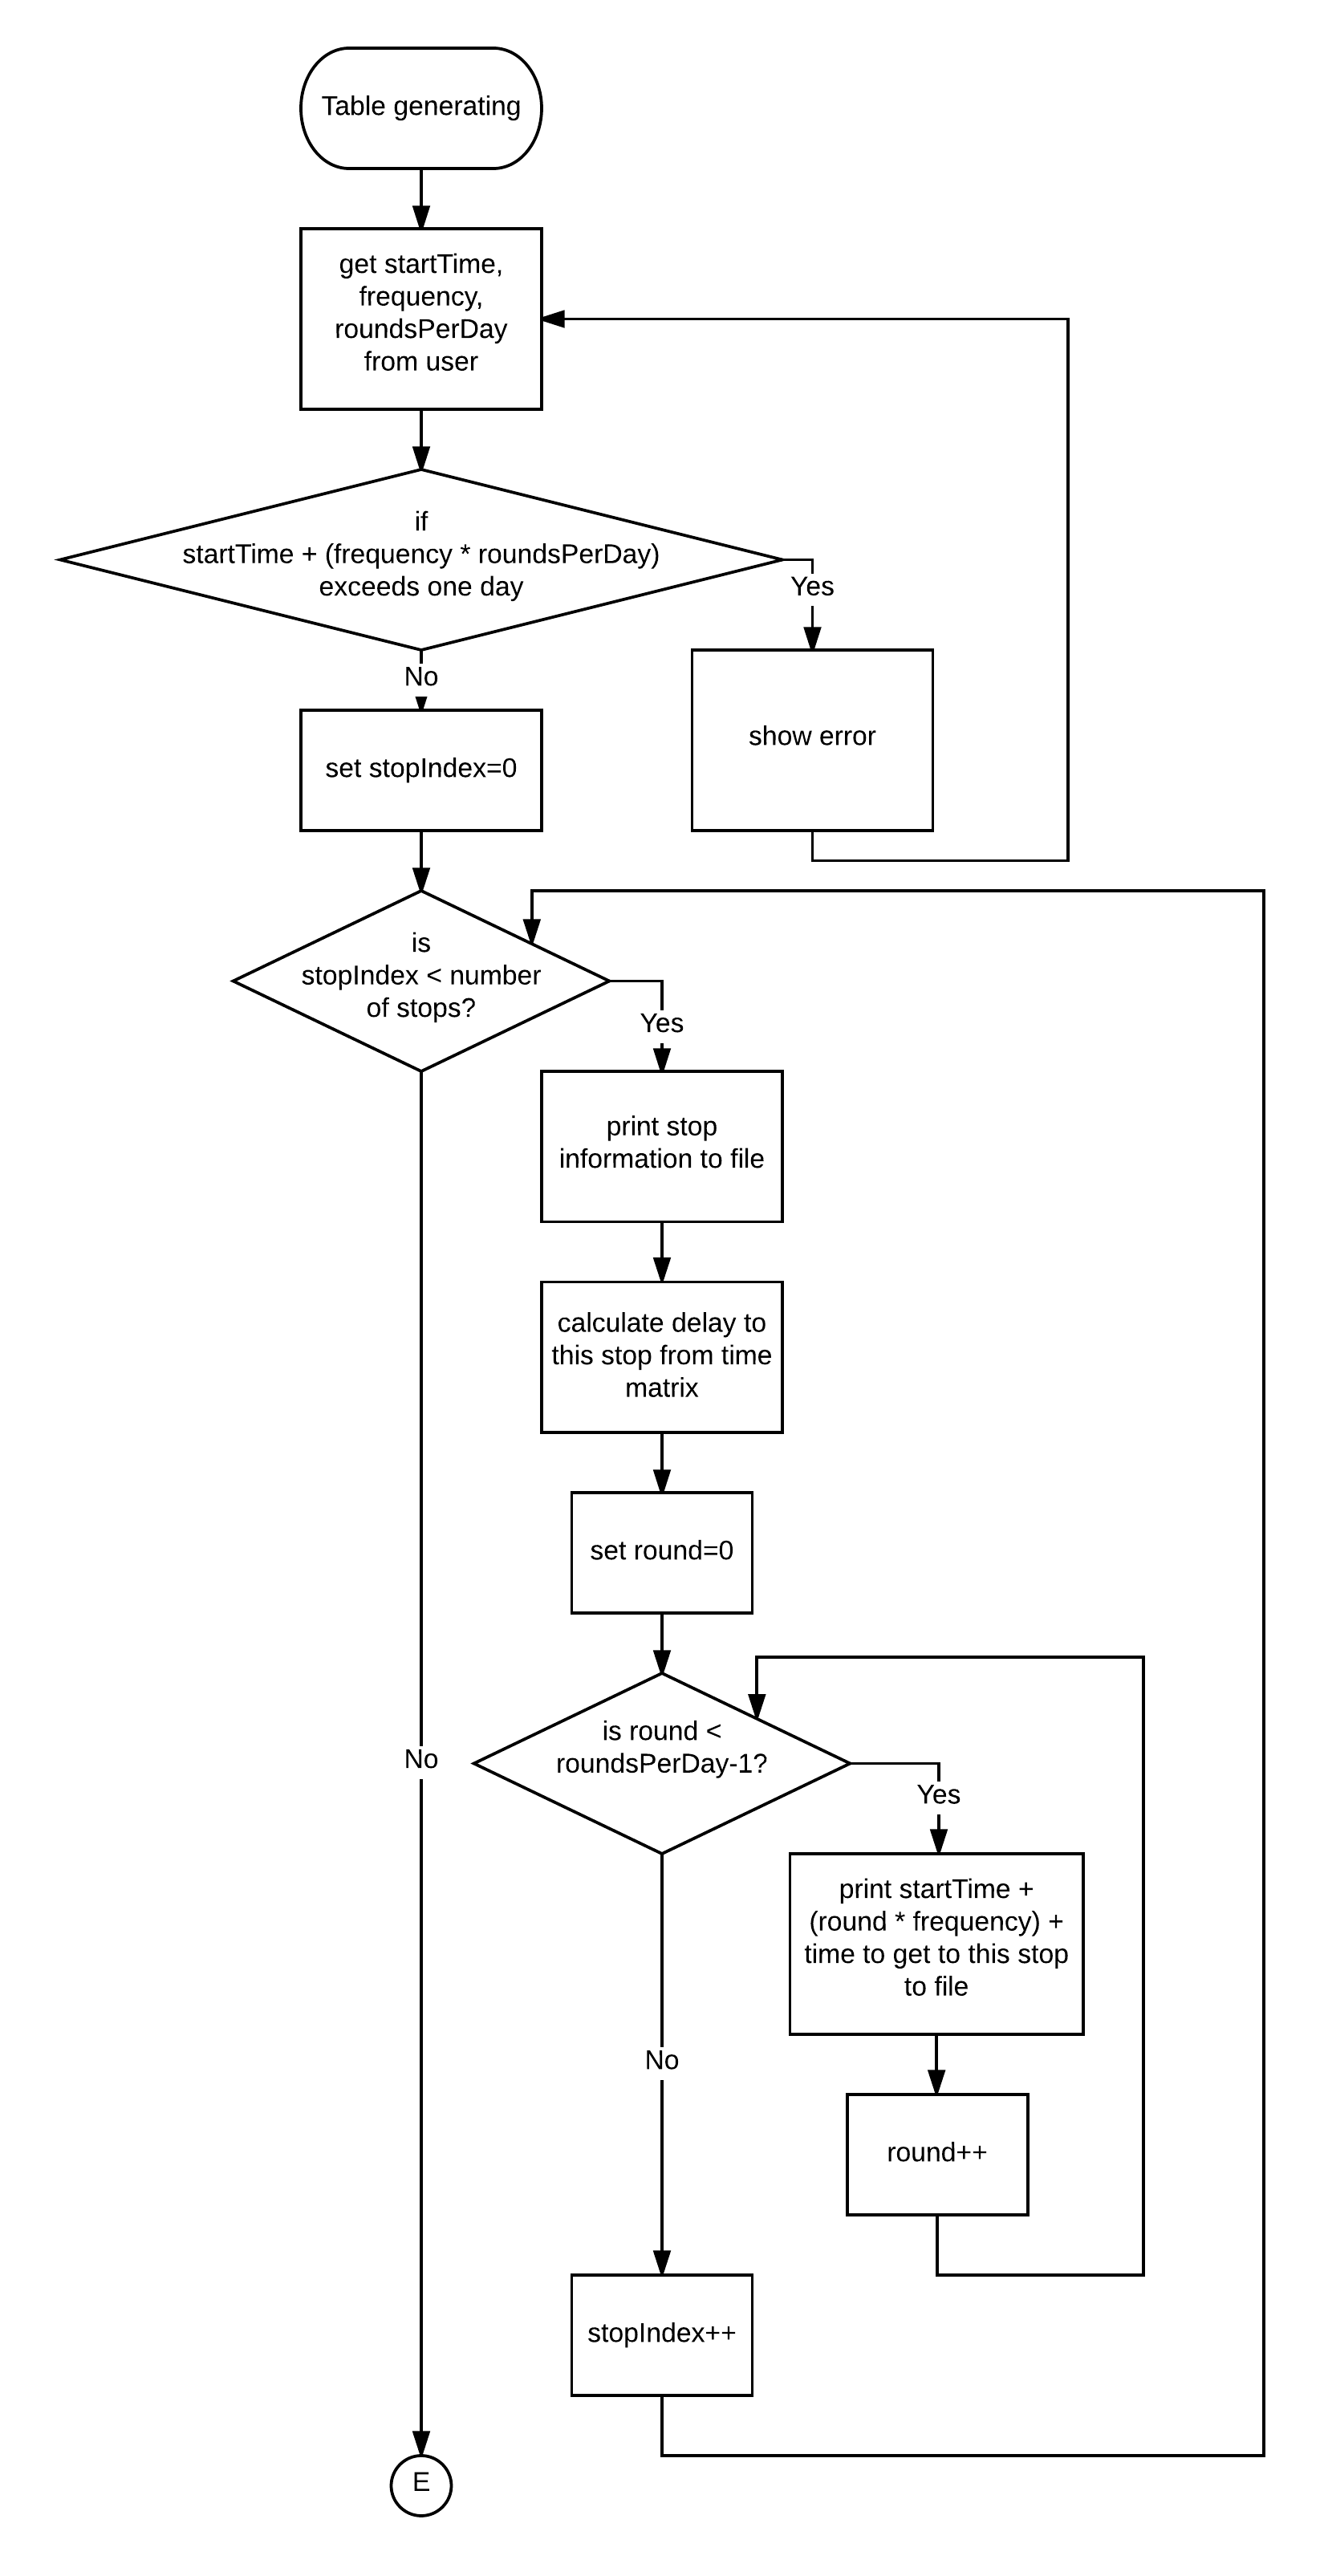 Table generating
get startTime,
frequency,
roundsPerDay
from user
if
startTime + (frequency * roundsPerDay)
exceeds one day
Yes
No
show error
set stopIndex=0
is
stopIndex < number
of stops?
Yes
print stop
information to file
calculate delay to
this stop from time
matrix
set round=0
is round <
roundsPerDay-1?
No
Yes
print startTime +
(round * frequency) +
time to get to this stop
to file
No
round++
stopIndex++
E